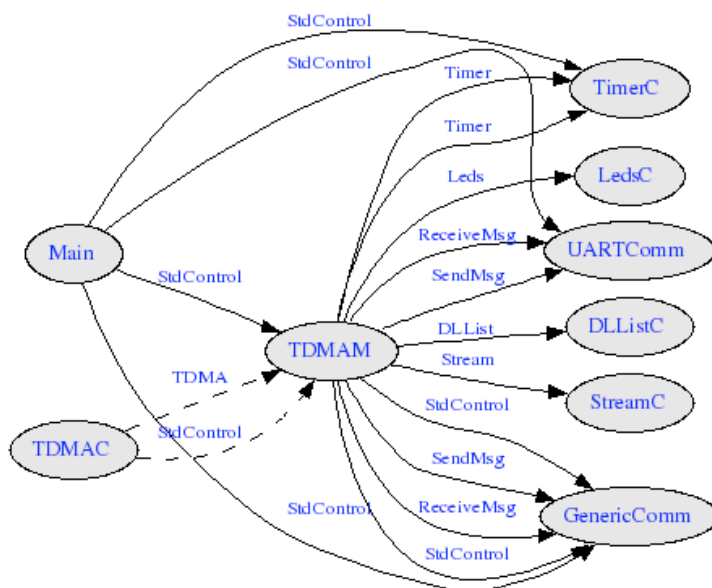 StdControl
StdControl
Timer
TimerC
Timer
Leds
LedsC
ReceiveMsg
Main
UARTComm
StdControl
SendMsg
DLList
DLListC
TDMAM
Stream
TDMA
StdControl
StreamC
StdControl
TDMAC
SendMsg
StdControl
ReceiveMsg
GenericComm
StdControl